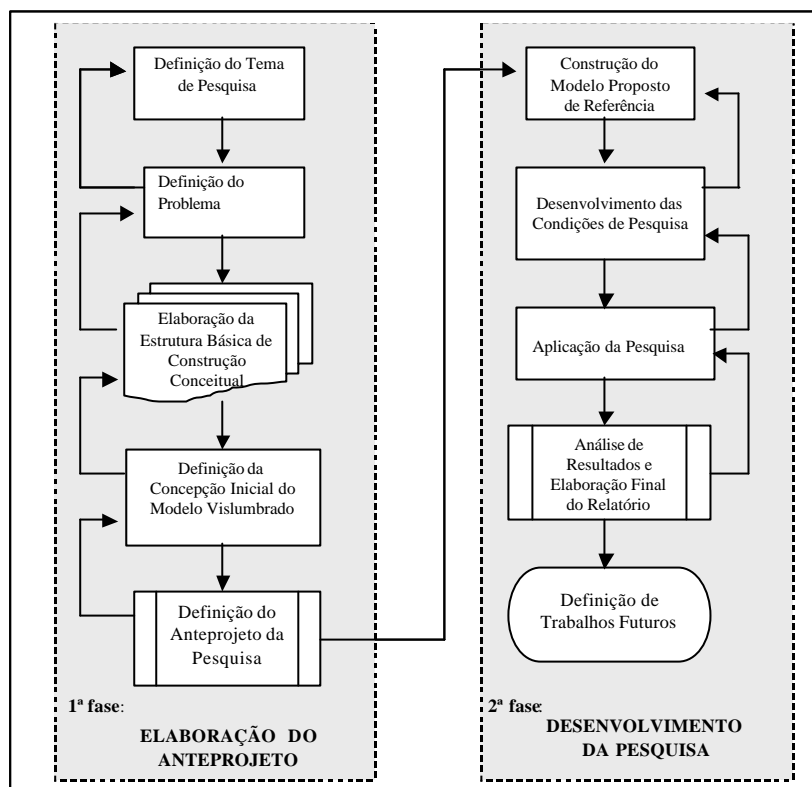 Definição do Tema
de Pesquisa
Definição do
Problema
Elaboração da
Estrutura Básica de
Construção
Conceitual
Definição da
Concepção Inicial do
Modelo Vislumbrado
Definição do
Anteprojeto da
Pesquisa
1ª fase:
ELABORAÇÃO DO
ANTEPROJETO
Construção do
Modelo Proposto
de Referência
Desenvolvimento das
Condições de Pesquisa
Aplicação da Pesquisa
Análise de
Resultados e
Elaboração Final
do Relatório
Definição de
Trabalhos Futuros
2ª fase:
DESENVOLVIMENTO
DA PESQUISA